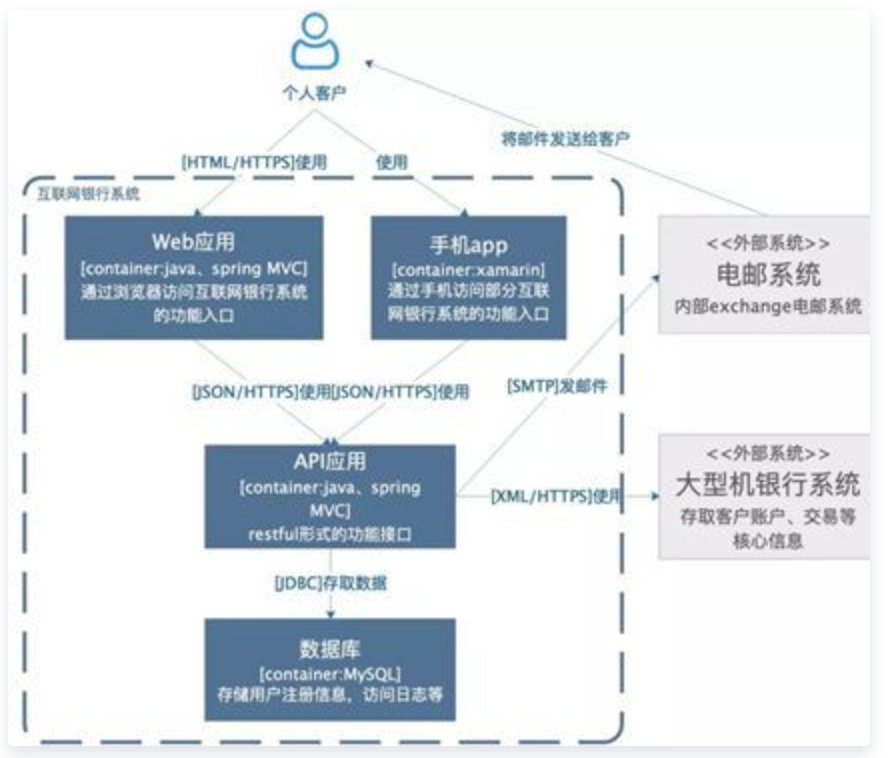 个人客户
将邮件发送给客户
[HTML/HTTPS]使用
使用
互联网银行系统
Web应用
[container:java、spring MVC]
通过浏览器访问互联网银行系统
的功能入口
手机app
[container:xamarin]
通过手机访问部分互联
网银行系统的功能入口
<<外部系统>>
电邮系统
内部exchange电邮系统
[JSON/HTTPS]使用
[JSON/HTTPS]使用
[SMTP]发邮件
API应用
[container:java、spring
MVC]
restful形式的功能接口
[XML/HTTPS]使用
<<外部系统>>
大型机银行系统
存取客户账户、交易等
核心信息
[JDBC]存取数据
数据库
[container:MySQL]
存储用户注册信息，访问日志等